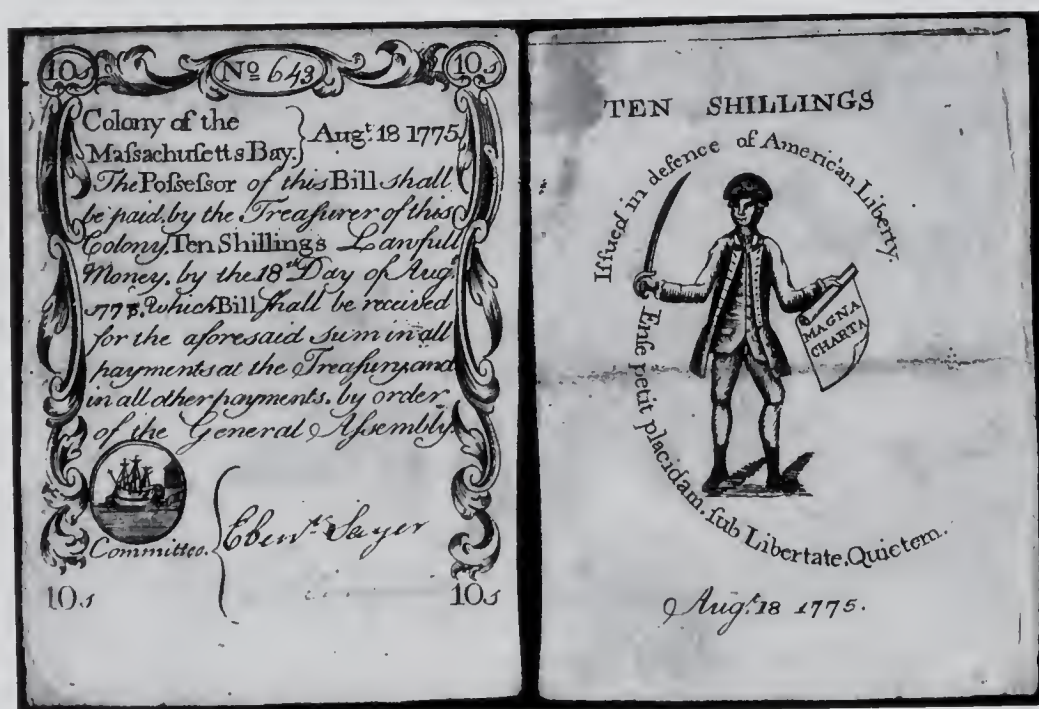 10s
Nº 643
10s
Colony of the
Maſsachuſetts Bay.} Augt. 18 1775
The Poſseſsor of this Bill shall
be paid, by the Treaſurer of this
Colony, Ten Shillings Lawfull
Money, by the 18th Day of Augt.
which Bill ſhall be received
for the aforesaid sum in all
payments at the Treaſury, and
in all other payments, by order
of the General Aſsembly.
Committee. { Ebenr. Sayer
10s
10s
TEN SHILLINGS
Iſsued in defence of American Liberty.
MAGNA
CHARTA
Enſe petit placidam, ſub Libertate, Quietem.
Augt. 18 1775.